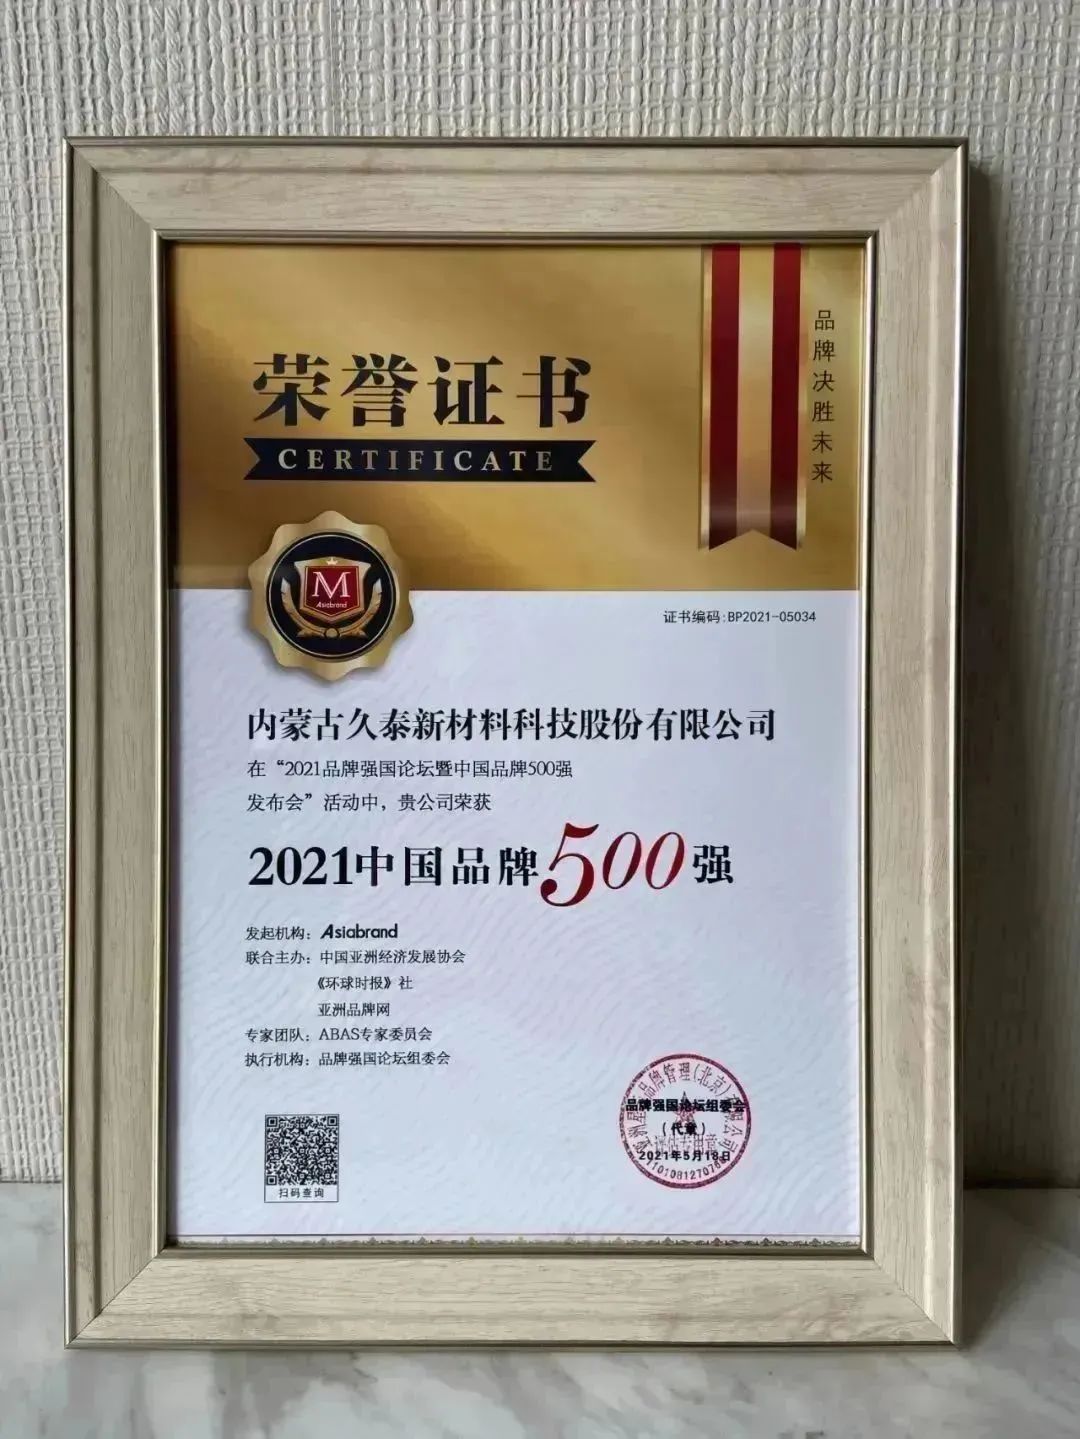 荣誉证书
CERTIFICATE
品牌决胜未来
M
Asiabrand
证书编码:BP2021-05034
内蒙古久泰新材料科技股份有限公司
在“2021品牌强国论坛暨中国品牌500强
发布会”活动中，贵公司荣获
2021中国品牌500强
发起机构：Asiabrand
联合主办：中国亚洲经济发展协会
《环球时报》社
亚洲品牌网
专家团队：ABAS专家委员会
执行机构：品牌强国论坛组委会
扫码查询
品牌强国论坛组委会
（代章）
2021年5月18日